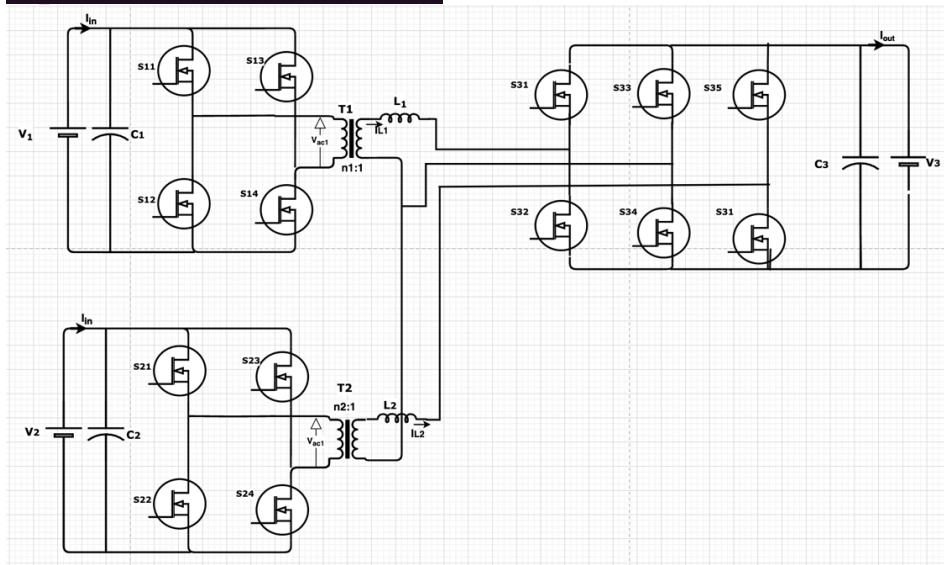 Iin
S11
S13
V1
C1
T1
L1
IL1
Vac1
n1:1
S12
S14
Iout
S31
S33
S35
C3
V3
S32
S34
S31
Iin
S21
S23
V2
C2
T2
n2:1
L2
IL2
Vac1
S22
S24